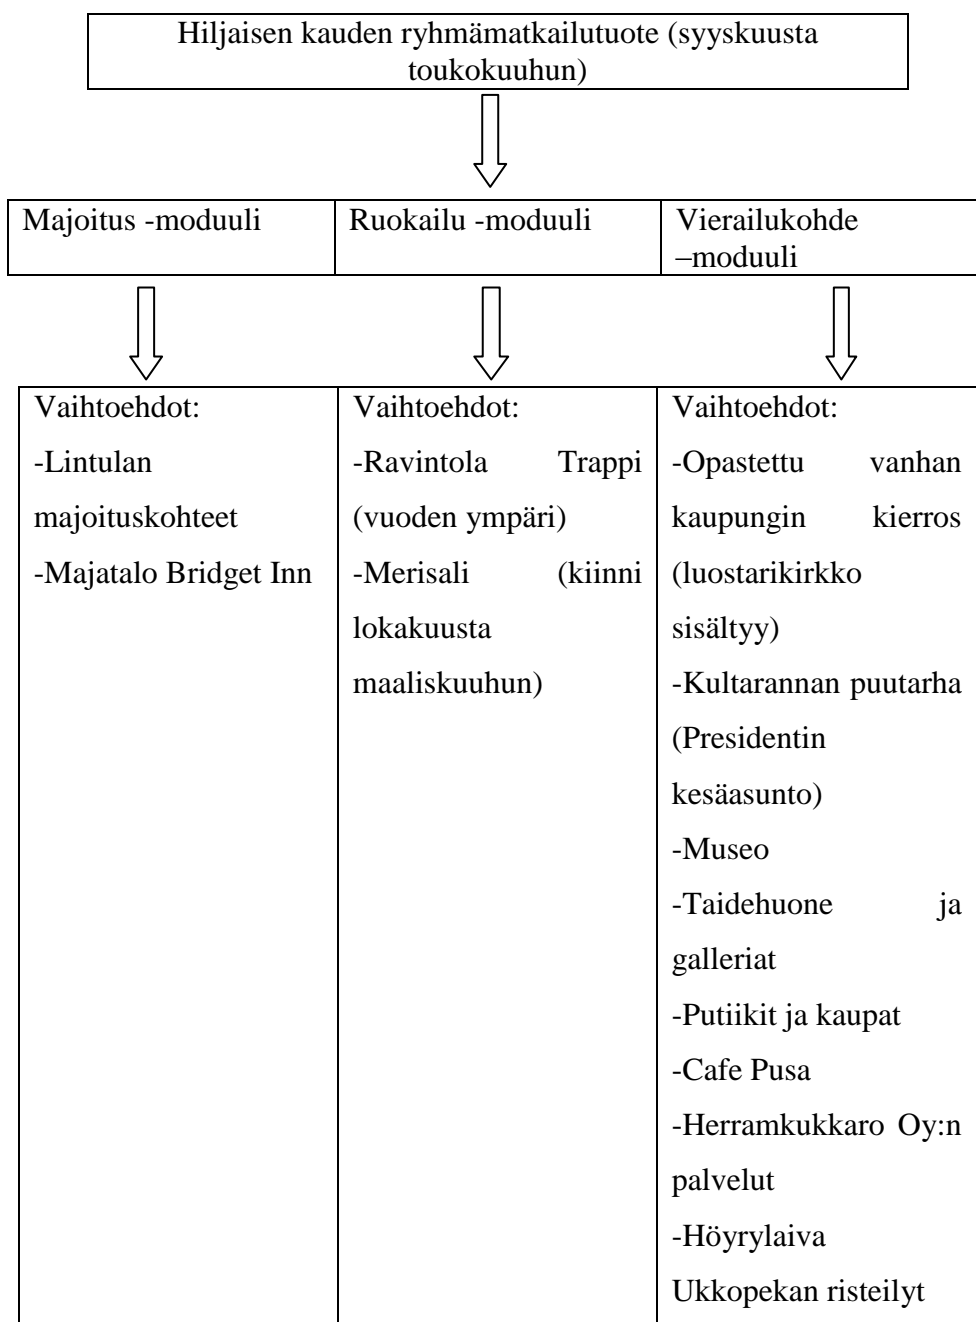 Hiljaisen kauden ryhmämatkailutuote (syyskuusta
toukokuuhun)
Majoitus -moduuli
Ruokailu -moduuli
Vierailukohde
–moduuli
Vaihtoehdot:
-Lintulan
majoituskohteet
-Majatalo Bridget Inn
Vaihtoehdot:
-Ravintola Trappi
(vuoden ympäri)
-Merisali (kiinni
lokakuusta
maaliskuuhun)
Vaihtoehdot:
-Opastettu vanhan
kaupungin kierros
(luostarikirkko
sisältyy)
-Kultarannan puutarha
(Presidentin
kesäasunto)
-Museo
-Taidehuone ja
galleriat
-Putiikit ja kaupat
-Cafe Pusa
-Herramkukkaro Oy:n
palvelut
-Höyrylaiva
Ukkopekan risteilyt